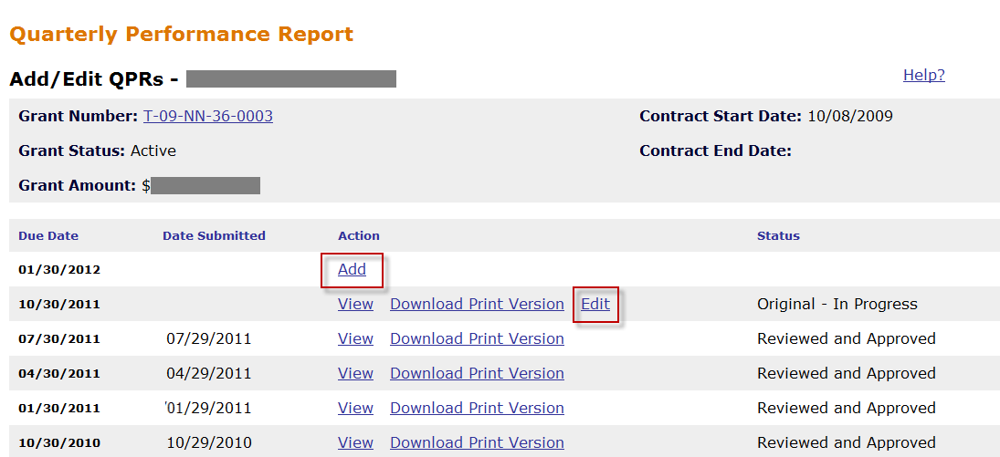 Quarterly Performance Report
Add/Edit QPRs -
Help?
Grant Number: T-09-NN-36-0003 Contract Start Date: 10/08/2009
Grant Status: Active Contract End Date:
Grant Amount: $
Due Date Date Submitted Action Status
01/30/2012 Add
10/30/2011 View Download Print Version Edit Original - In Progress
07/30/2011 07/29/2011 View Download Print Version Reviewed and Approved
04/30/2011 04/29/2011 View Download Print Version Reviewed and Approved
01/30/2011 '01/29/2011 View Download Print Version Reviewed and Approved
10/30/2010 10/29/2010 View Download Print Version Reviewed and Approved